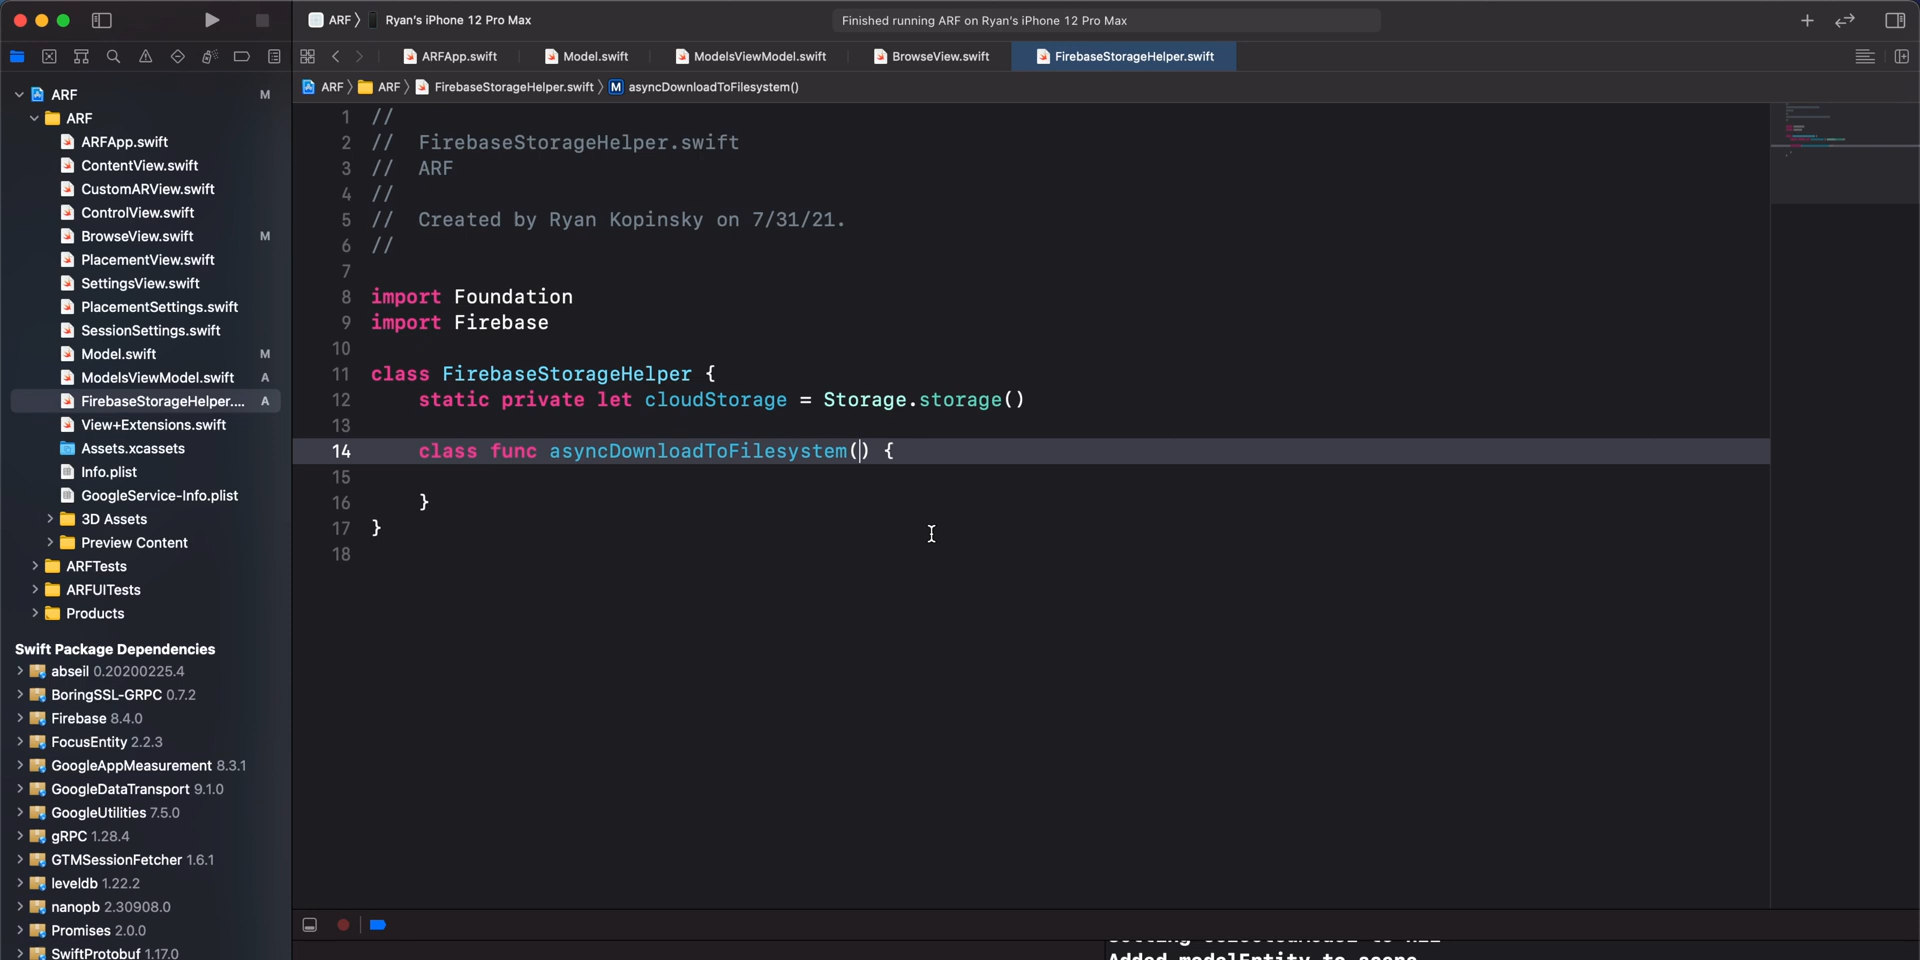 ARF
Ryan's iPhone 12 Pro Max
Finished running ARF on Ryan's iPhone 12 Pro Max
ARFApp.swift
Model.swift
ModelsViewModel.swift
BrowseView.swift
FirebaseStorageHelper.swift
ARF
ARF
FirebaseStorageHelper.swift
M
asyncDownloadToFilesystem()
ARF M
ARF
ARFApp.swift
ContentView.swift
CustomARView.swift
ControlView.swift
BrowseView.swift M
PlacementView.swift
SettingsView.swift
PlacementSettings.swift
SessionSettings.swift
Model.swift M
ModelsViewModel.swift A
FirebaseStorageHelper.... A
View+Extensions.swift
Assets.xcassets
Info.plist
GoogleService-Info.plist
3D Assets
Preview Content
ARFTests
ARFUITests
Products
Swift Package Dependencies
abseil 0.20200225.4
BoringSSL-GRPC 0.7.2
Firebase 8.4.0
FocusEntity 2.2.3
GoogleAppMeasurement 8.3.1
GoogleDataTransport 9.1.0
GoogleUtilities 7.5.0
gRPC 1.28.4
GTMSessionFetcher 1.6.1
leveldb 1.22.2
nanopb 2.30908.0
Promises 2.0.0
SwiftProtobuf 1.17.0
1 //
2 //  FirebaseStorageHelper.swift
3 //  ARF
4 //
5 //  Created by Ryan Kopinsky on 7/31/21.
6 //
7
8 import Foundation
9 import Firebase
10
11 class FirebaseStorageHelper {
12     static private let cloudStorage = Storage.storage()
13
14     class func asyncDownloadToFilesystem() {
15
16     }
17 }
18
Added modelEntity to scene